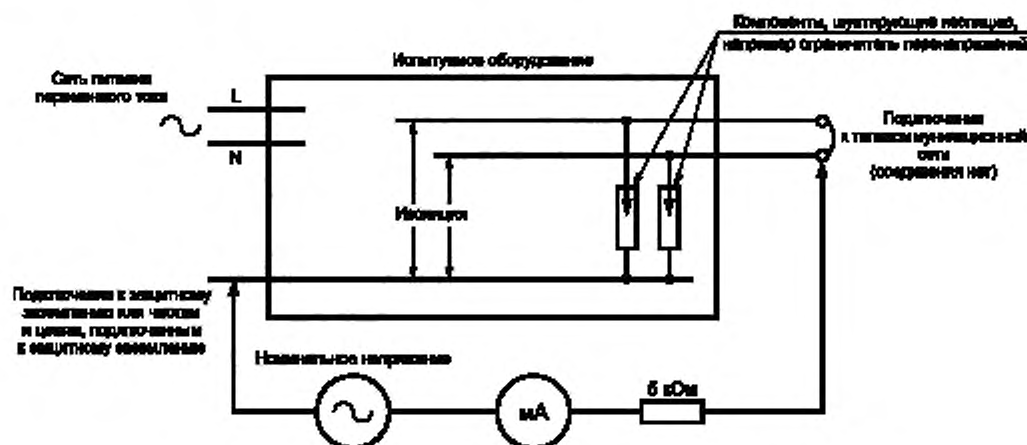 Компоненты, шунтирующие изоляцию,
например ограничитель перенапряжений
Испытуемое оборудование
Сеть питания
переменного тока
L
N
Подключение
к телекоммуникационной
сети
(соединения нет)
Изоляция
Подключение к защитному
заземлению или частям
и цепям, подключенным
к защитному заземлению
Номинальное напряжение
мА
5 кОм